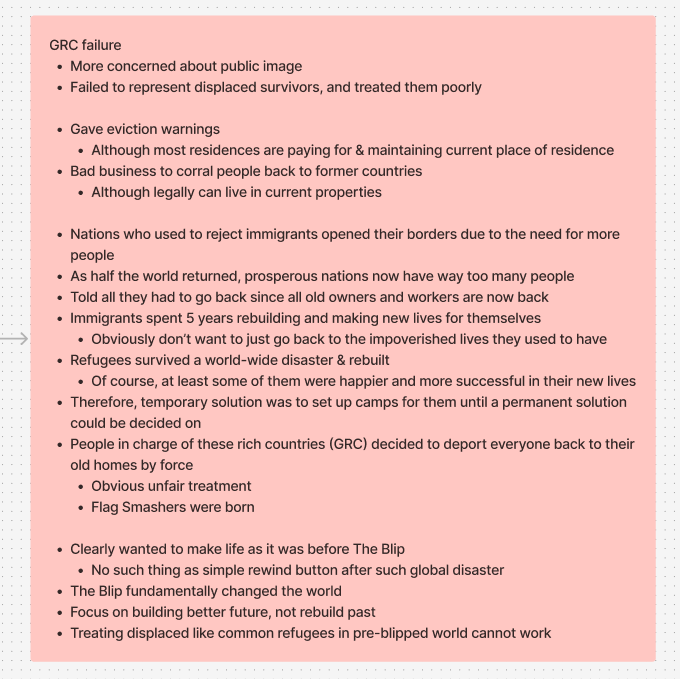 GRC failure
• More concerned about public image
• Failed to represent displaced survivors, and treated them poorly
• Gave eviction warnings
• Although most residences are paying for & maintaining current place of residence
• Bad business to corral people back to former countries
• Although legally can live in current properties
• Nations who used to reject immigrants opened their borders due to the need for more
people
• As half the world returned, prosperous nations now have way too many people
• Told all they had to go back since all old owners and workers are now back
• Immigrants spent 5 years rebuilding and making new lives for themselves
• Obviously don't want to just go back to the impoverished lives they used to have
• Refugees survived a world-wide disaster & rebuilt
• Of course, at least some of them were happier and more successful in their new lives
• Therefore, temporary solution was to set up camps for them until a permanent solution
could be decided on
• People in charge of these rich countries (GRC) decided to deport everyone back to their
old homes by force
• Obvious unfair treatment
• Flag Smashers were born
• Clearly wanted to make life as it was before The Blip
• No such thing as simple rewind button after such global disaster
• The Blip fundamentally changed the world
• Focus on building better future, not rebuild past
• Treating displaced like common refugees in pre-blipped world cannot work